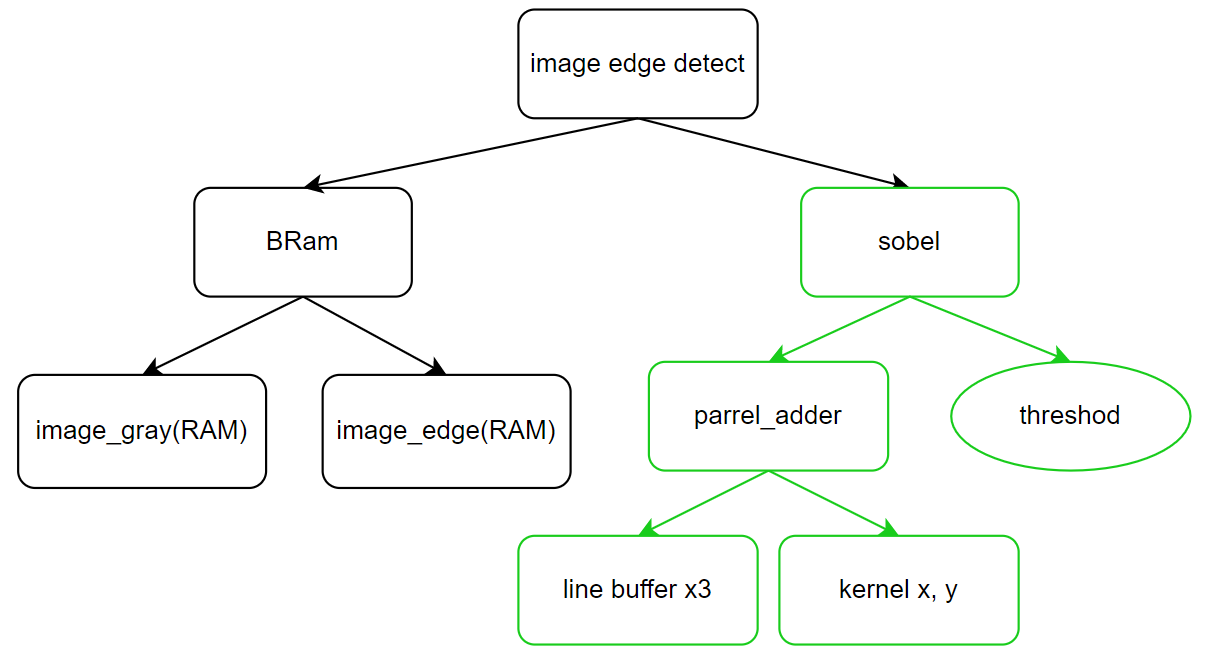 image edge detect
BRam
sobel
image_gray(RAM)
image_edge(RAM)
parrel_adder
threshod
line buffer x3
kernel x, y